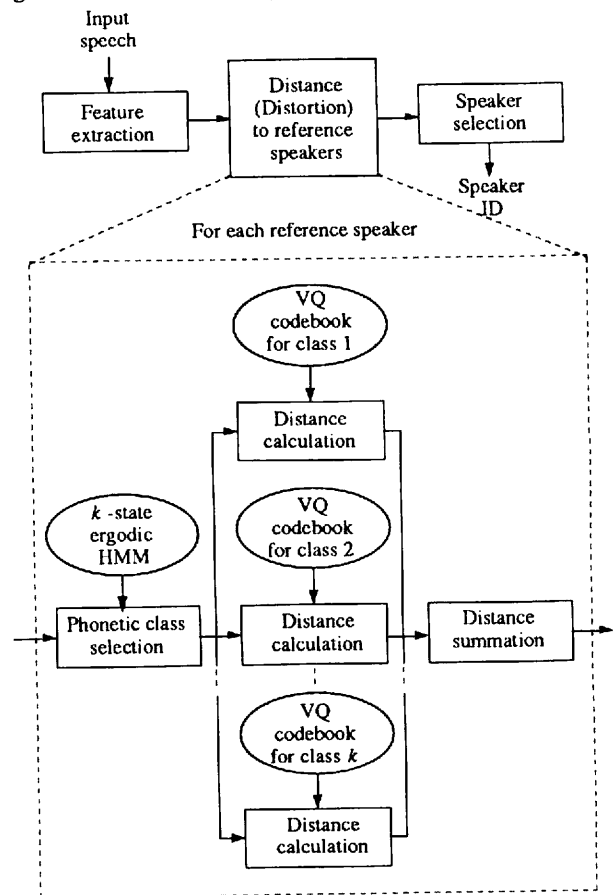 Input
speech
Feature
extraction
Distance
(Distortion)
to reference
speakers
Speaker
selection
Speaker
ID
For each reference speaker
VQ
codebook
for class 1
Distance
calculation
k -state
ergodic
HMM
VQ
codebook
for class 2
Phonetic class
selection
Distance
calculation
Distance
summation
VQ
codebook
for class k
Distance
calculation